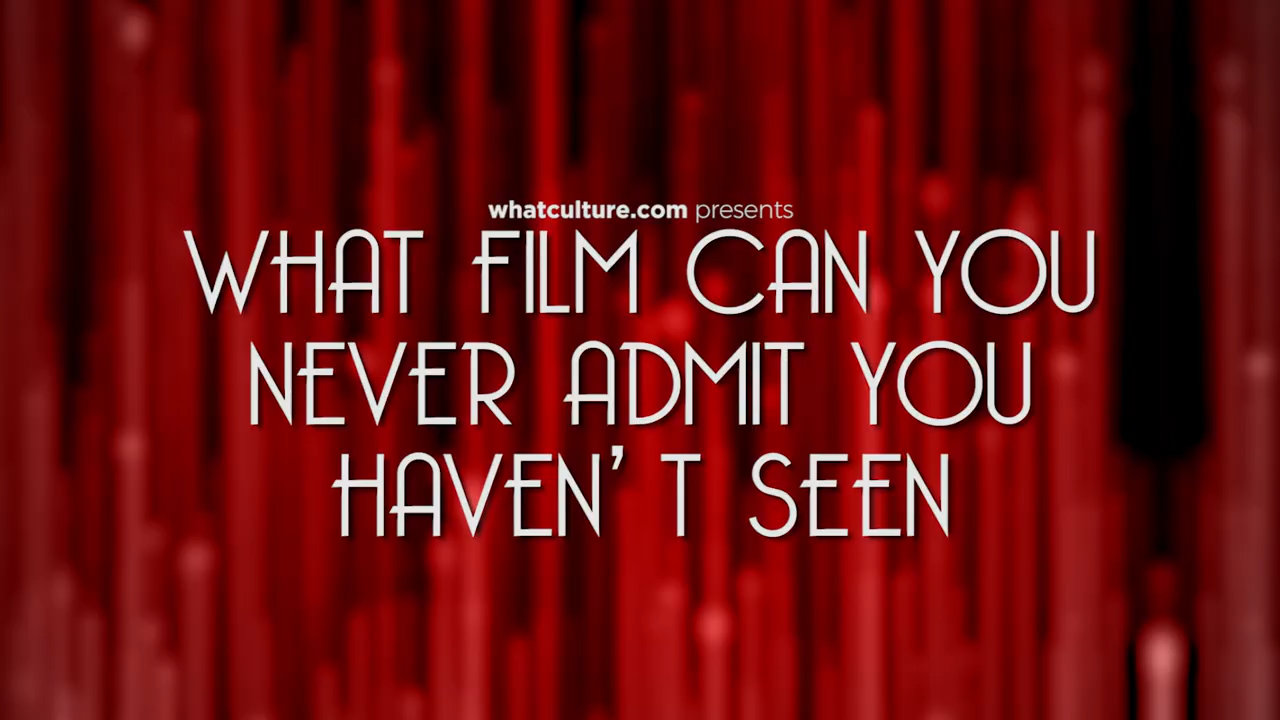 whatculture.com presents
WHAT FILM CAN YOU
NEVER ADMIT YOU
HAVEN'T SEEN